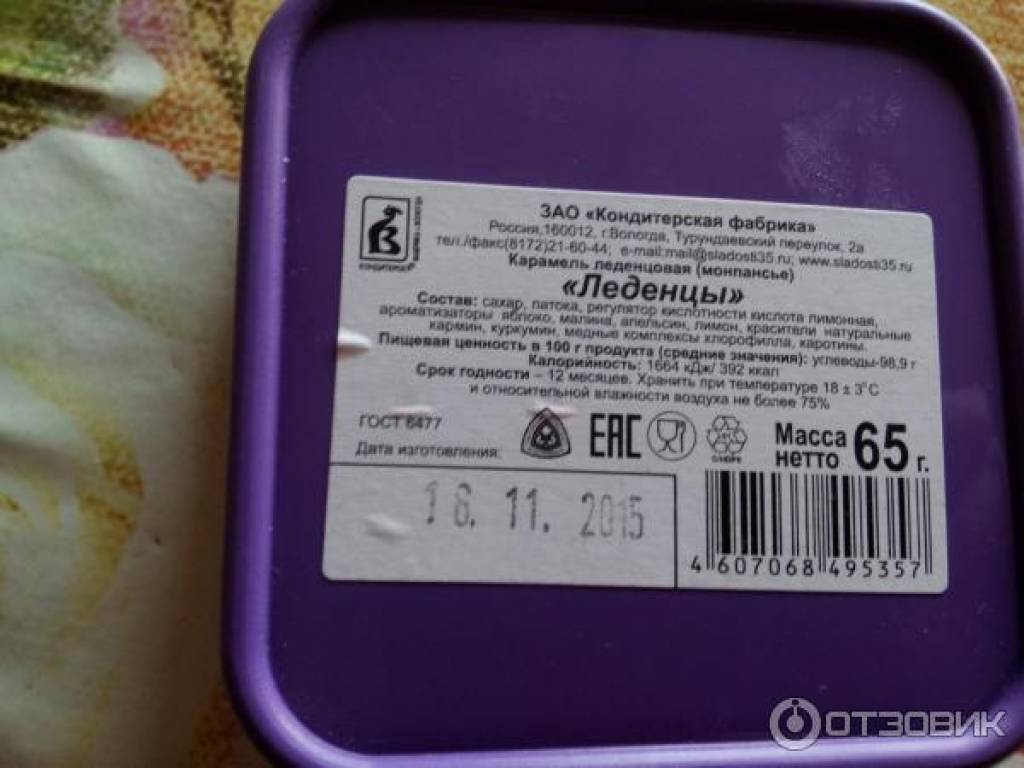 ЗАО «Кондитерская фабрика»
Россия,160012, г.Вологда, Турундаевский переулок, 2а
тел./факс(8172)21-60-44; e-mail:mail@sladosti35.ru; www.sladosti35.ru
Карамель леденцовая (монпансье)
«Леденцы»
Состав: сахар, патока, регулятор кислотности кислота лимонная,
ароматизаторы яблоко, малина, апельсин, лимон, красители натуральные
кармин, куркумин, медные комплексы хлорофилла, каротины.
Пищевая ценность в 100 г продукта (средние значения): углеводы-98,9 г
Калорийность: 1664 кДж/ 392 ккал
Срок годности – 12 месяцев. Хранить при температуре 18 ± 3°С
и относительной влажности воздуха не более 75%
КОНДИТЕР
ГОСТ 6477
ЕАС
Масса нетто 65 г.
Дата изготовления:
16. 11. 2015
4 607068 495357
ОТЗОВИК